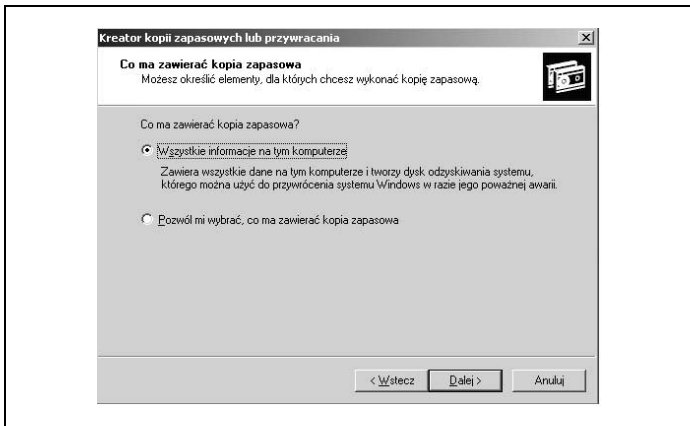 Kreator kopii zapasowych lub przywracania
Co ma zawierać kopia zapasowa
Możesz określić elementy, dla których chcesz wykonać kopię zapasową.
Co ma zawierać kopia zapasowa?
Wszystkie informacje na tym komputerze
Zawiera wszystkie dane na tym komputerze i tworzy dysk odzyskiwania systemu,
którego można użyć do przywrócenia systemu Windows w razie jego poważnej awarii.
Pozwól mi wybrać, co ma zawierać kopia zapasowa
< Wstecz Dalej > Anuluj